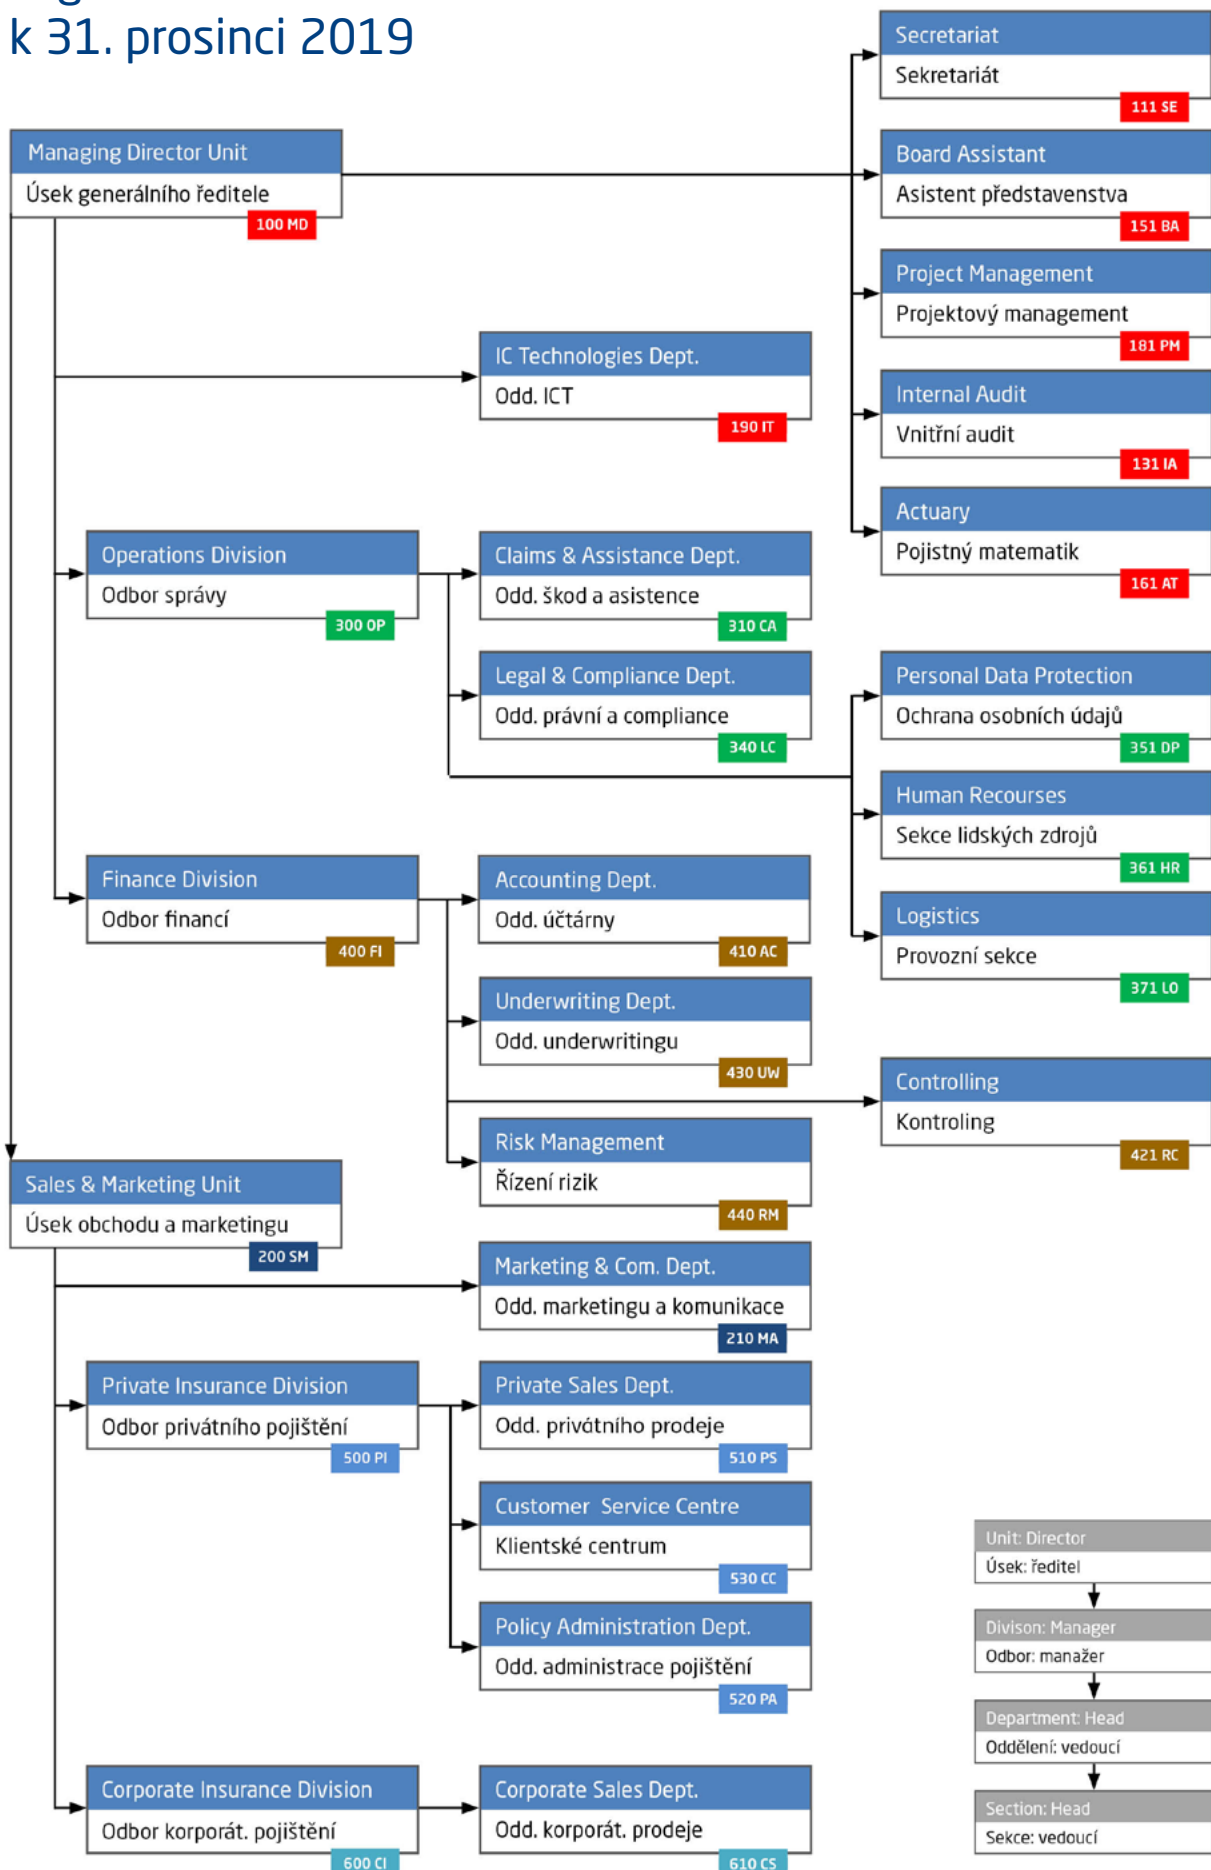 k 31. prosinci 2019
Secretariat
Sekretariát
111 SE
Managing Director Unit
Úsek generálního ředitele
100 MD
Board Assistant
Asistent představenstva
151 BA
Project Management
Projektový management
181 PM
IC Technologies Dept.
Odd. ICT
190 IT
Internal Audit
Vnitřní audit
131 IA
Actuary
Pojistný matematik
161 AT
Operations Division
Odbor správy
300 OP
Claims & Assistance Dept.
Odd. škod a asistence
310 CA
Legal & Compliance Dept.
Odd. právní a compliance
340 LC
Personal Data Protection
Ochrana osobních údajů
351 DP
Human Recourses
Sekce lidských zdrojů
361 HR
Logistics
Provozní sekce
371 LO
Finance Division
Odbor financí
400 FI
Accounting Dept.
Odd. účtárny
410 AC
Underwriting Dept.
Odd. underwritingu
430 UW
Controlling
Kontroling
421 RC
Risk Management
Řízení rizik
440 RM
Sales & Marketing Unit
Úsek obchodu a marketingu
200 SM
Marketing & Com. Dept.
Odd. marketingu a komunikace
210 MA
Private Insurance Division
Odbor privátního pojištění
500 PI
Private Sales Dept.
Odd. privátního prodeje
510 PS
Customer Service Centre
Klientské centrum
530 CC
Policy Administration Dept.
Odd. administrace pojištění
520 PA
Corporate Insurance Division
Odbor korporát. pojištění
600 CI
Corporate Sales Dept.
Odd. korporát. prodeje
610 CS
Unit: Director
Úsek: ředitel
Divison: Manager
Odbor: manažer
Department: Head
Oddělení: vedoucí
Section: Head
Sekce: vedoucí